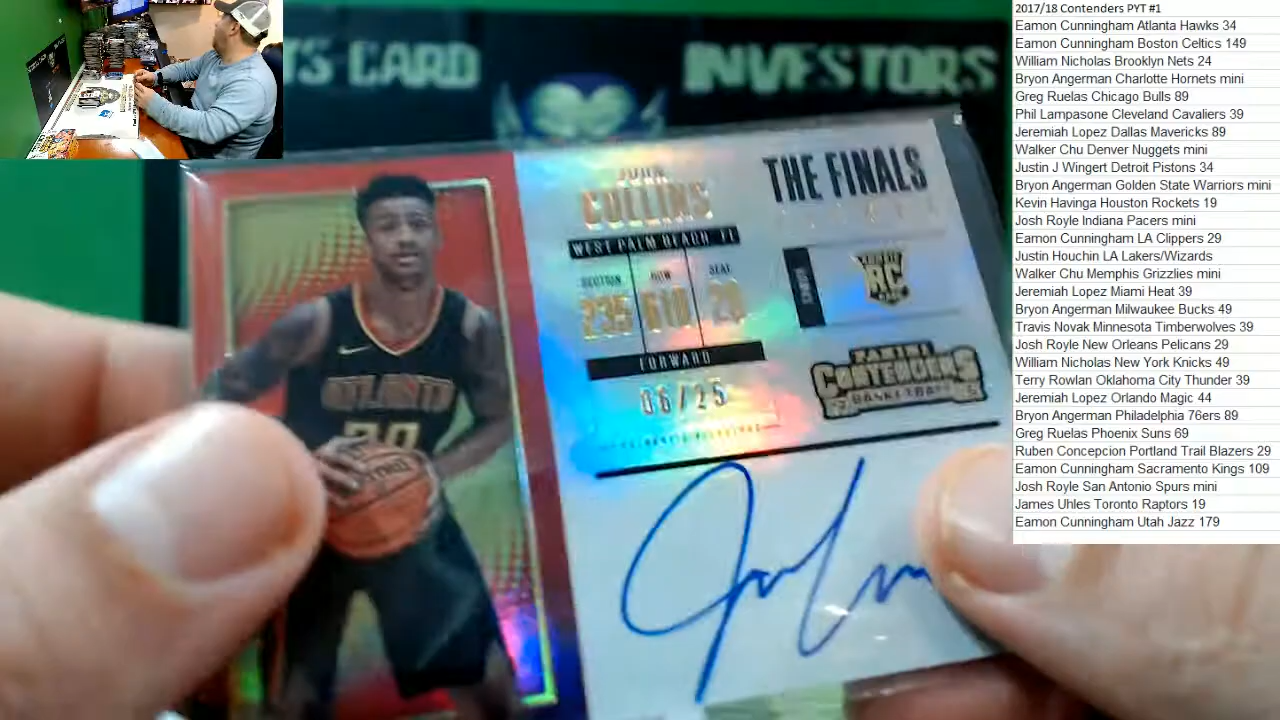 TS CARD INVESTORS
JOHN
COLLINS
THE FINALS
WEST PALM BEACH, FL
SECTION ROW SEAT
235 610 20
FORWARD
06/25
ROOKIE
RC
PANINI
CONTENDERS
BASKETBALL
ATLANTA
20
2017/18 Contenders PYT #1
Eamon Cunningham Atlanta Hawks 34
Eamon Cunningham Boston Celtics 149
William Nicholas Brooklyn Nets 24
Bryon Angerman Charlotte Hornets mini
Greg Ruelas Chicago Bulls 89
Phil Lampasone Cleveland Cavaliers 39
Jeremiah Lopez Dallas Mavericks 89
Walker Chu Denver Nuggets mini
Justin J Wingert Detroit Pistons 34
Bryon Angerman Golden State Warriors mini
Kevin Havinga Houston Rockets 19
Josh Royle Indiana Pacers mini
Eamon Cunningham LA Clippers 29
Justin Houchin LA Lakers/Wizards
Walker Chu Memphis Grizzlies mini
Jeremiah Lopez Miami Heat 39
Bryon Angerman Milwaukee Bucks 49
Travis Novak Minnesota Timberwolves 39
Josh Royle New Orleans Pelicans 29
William Nicholas New York Knicks 49
Terry Rowlan Oklahoma City Thunder 39
Jeremiah Lopez Orlando Magic 44
Bryon Angerman Philadelphia 76ers 89
Greg Ruelas Phoenix Suns 69
Ruben Concepcion Portland Trail Blazers 29
Eamon Cunningham Sacramento Kings 109
Josh Royle San Antonio Spurs mini
James Uhles Toronto Raptors 19
Eamon Cunningham Utah Jazz 179